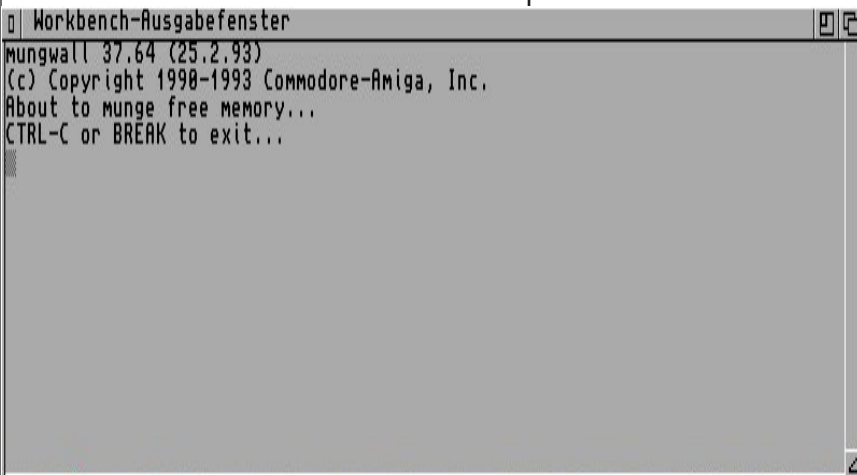 Workbench-Ausgabefenster
mungwall 37.64 (25.2.93)
(c) Copyright 1990-1993 Commodore-Amiga, Inc.
About to munge free memory...
CTRL-C or BREAK to exit...